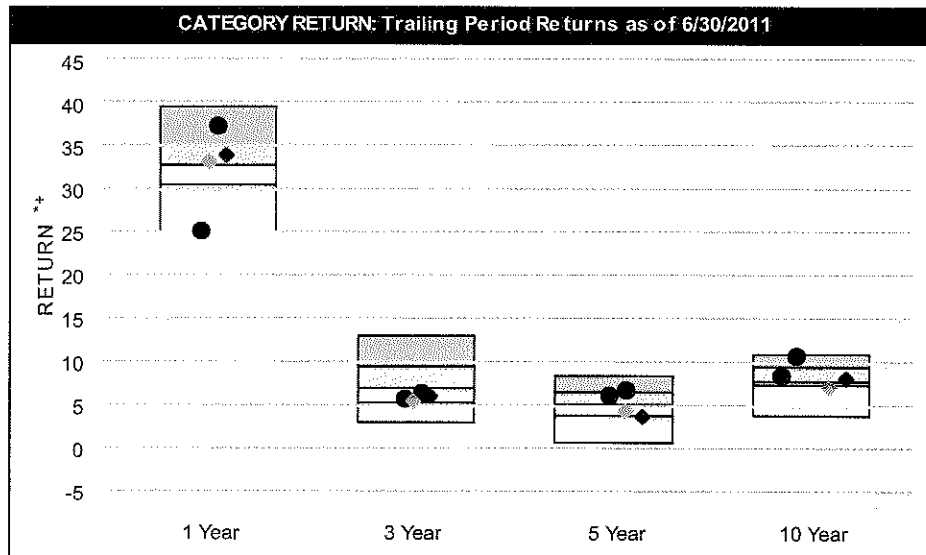 CATEGORY RETURN: Trailing Period Returns as of 6/30/2011
45
40
35
30
25
20
15
10
5
0
-5
RETURN *+
1 Year
3 Year
5 Year
10 Year